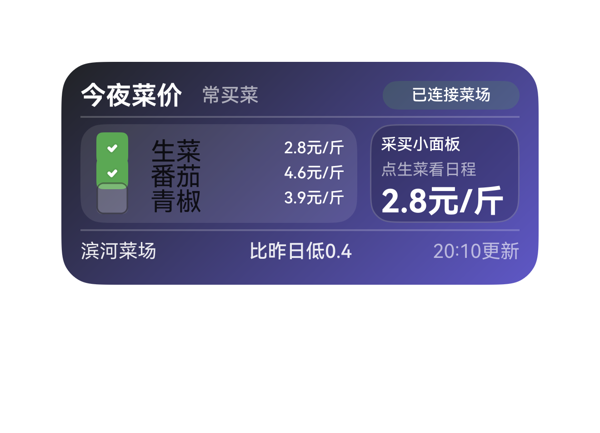 今夜菜价 常买菜 已连接菜场
生菜 2.8元/斤
番茄 4.6元/斤
青椒 3.9元/斤
采买小面板
点生菜看日程
2.8元/斤
滨河菜场 比昨日低0.4 20:10更新